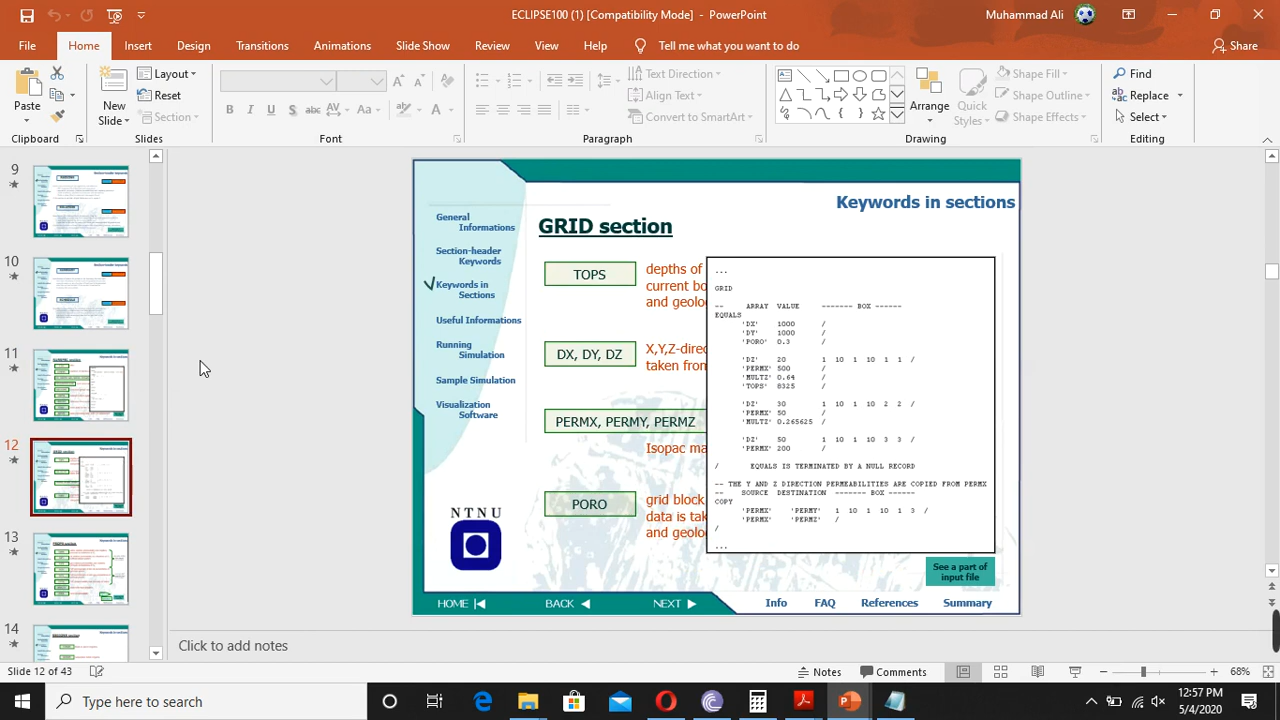 ECLIPSE100 (1) [Compatibility Mode] - PowerPoint
Muhammad Ali
File Home Insert Design Transitions Animations Slide Show Review View Help Tell me what you want to do Share
Paste
Clipboard
New Slide
Layout
Reset
Section
Slides
B I U S abc AV Aa A
Font
Paragraph
Text Direction
Align Text
Convert to SmartArt
Arrange
Quick Styles
Shape Fill
Shape Outline
Shape Effects
Drawing
Find
Replace
Select
Editing
9
10
11
12
13
14
Keywords in sections
General
Informations
Section-header
Keywords
Keywords in
Sections
Useful Informations
Running
Simulation
Sample Simulation
Visualization
Software
NTNU
GRID section
TOPS
depths of
current bo
and geolo
DX, DY, DZ
X,Y,Z-direc
taken from
PERMX, PERMY, PERMZ
Isopac ma
PORO
grid block
data is tak
and geolo
...
GRID
-- ARRAY VALUE ------- BOX ------
EQUALS
'DX' 1000 /
'DY' 1000 /
'PORO' 0.3 /
'DZ' 20 1 10 1 10 1 1 /
'PERMX' 500 /
'MULTZ' 0.64 /
'TOPS' 8325 /
'DZ' 30 1 10 1 10 2 2 /
'PERMX' 50 /
'MULTZ' 0.265625 /
'DZ' 50 1 10 1 10 3 3 /
'PERMX' 200
/ EQUALS IS TERMINATED BY A NULL RECORD
-- THE Y AND Z DIRECTION PERMEABILITIES ARE COPIED FROM PERMX
-- SOURCE DESTINATION ------- BOX ------
COPY
'PERMX' 'PERMY' 1 10 1 10 1 3 /
'PERMX' 'PERMZ' /
/
...
See a part of
input file
HOME BACK NEXT Info FAQ References Summary
Click to add notes
Slide 12 of 43
Notes Comments 68%
Type here to search
12:57 PM
5/4/2020